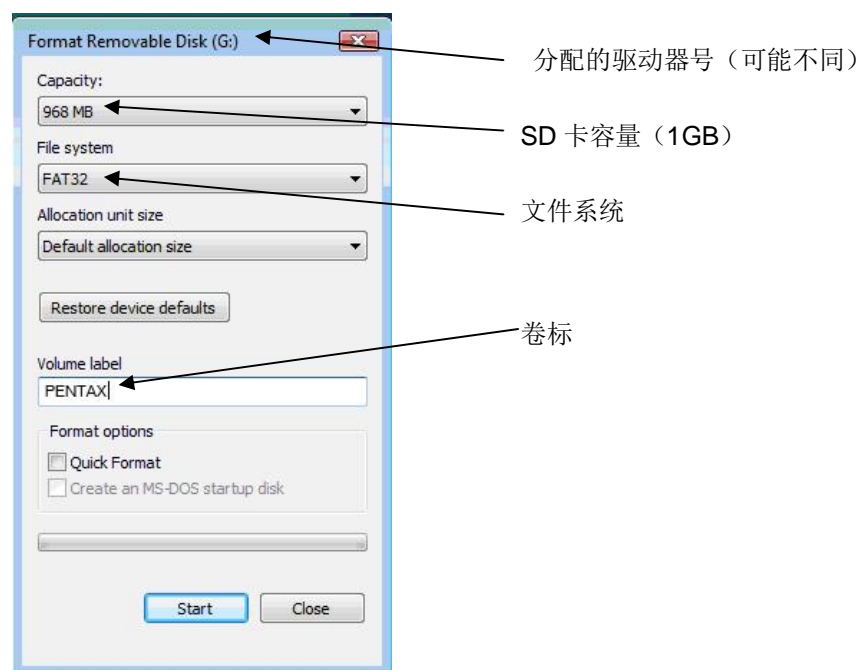 Format Removable Disk (G:)
分配的驱动器号（可能不同）
Capacity:
968 MB
SD 卡容量（1GB）
File system
FAT32
文件系统
Allocation unit size
Default allocation size
Restore device defaults
卷标
Volume label
PENTAX
Format options
Quick Format
Create an MS-DOS startup disk
Start
Close